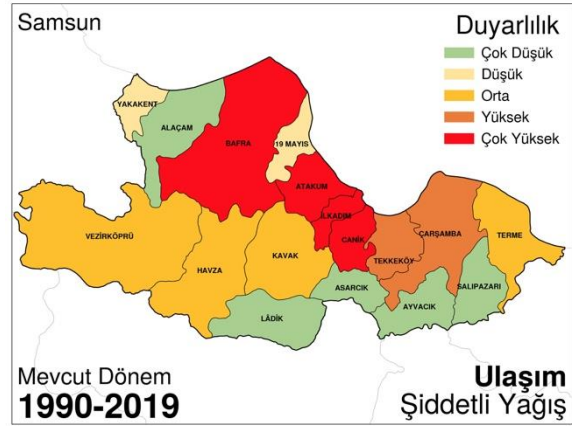 Samsun
Duyarlılık
Çok Düşük
Düşük
Orta
Yüksek
Çok Yüksek
YAKAKENT
ALAÇAM
BAFRA
19 MAYIS
ATAKUM
İLKADIM
CANİK
TEKKEKÖY
ÇARŞAMBA
TERME
VEZİRKÖPRÜ
HAVZA
KAVAK
ASARCIK
AYVACIK
SALIPAZARI
LÂDİK
Mevcut Dönem
1990-2019
Ulaşım
Şiddetli Yağış